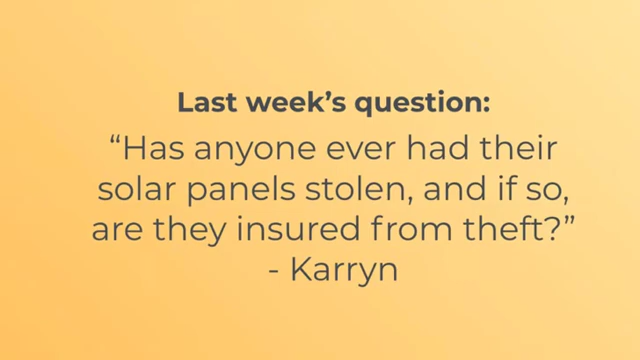 Last week’s question:
“Has anyone ever had their
solar panels stolen, and if so,
are they insured from theft?”
- Karryn